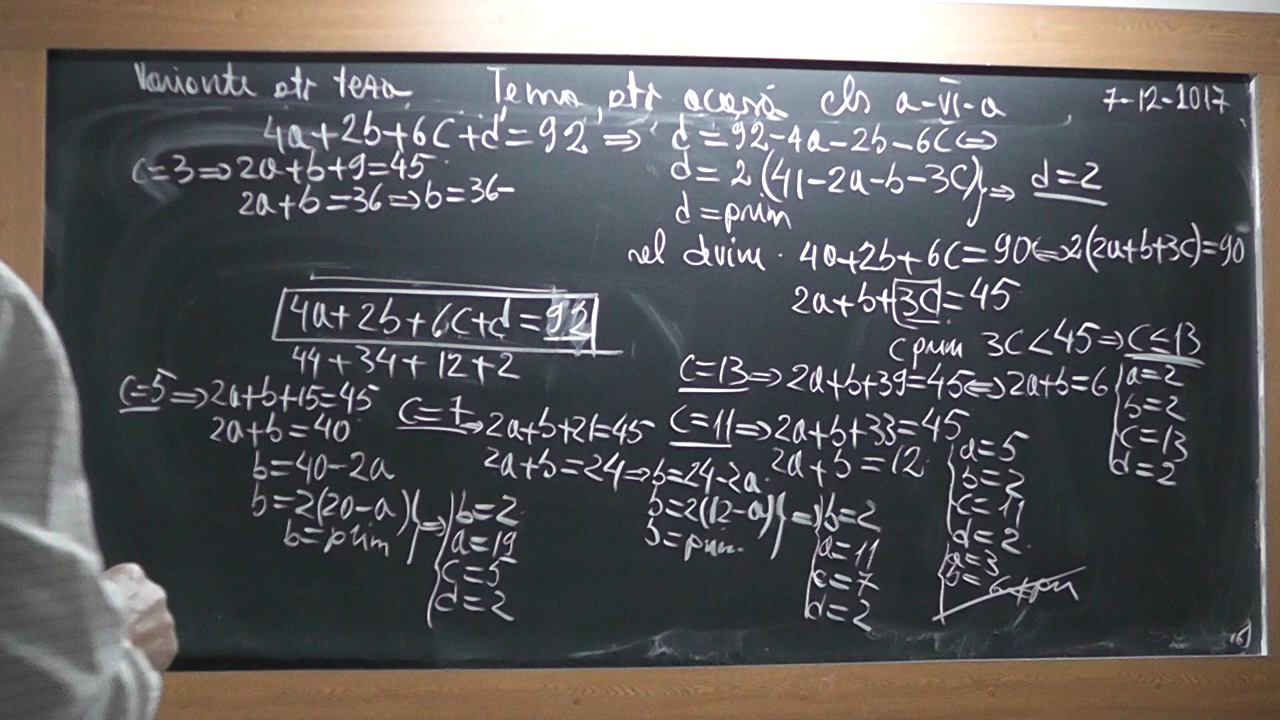 Variante ptr teza Tema ptr acasă cls a-VI-a 7-12-2017
4a+2b+6c+d=92 ⇒ d=92-4a-2b-6c⇔
c=3⇒2a+b+9=45
d=2(41-2a-b-3c)}⇒ d=2
2a+b=36⇒b=36-
d=prim
rel devine. 4a+2b+6c=90⇔2(2a+b+3c)=90
2a+b+3c=45
4a+2b+6c+d=92
44+34+12+2
c prim 3c<45⇒c≤13
c=13⇒2a+b+39=45⇔2a+b=6
a=2
b=2
c=13
d=2
c=11⇒2a+b+33=45
2a+b=12
a=5
b=2
c=11
d=2
a=3
b=6
c=7⇒2a+b+21=45
2a+b=24⇒b=24-2a
b=2(12-a)}⇒
b=prim.
b=2
a=11
c=7
d=2
c=5⇒2a+b+15=45
2a+b=40
b=40-2a
b=2(20-a)}⇒
b=prim
b=2
a=19
c=5
d=2